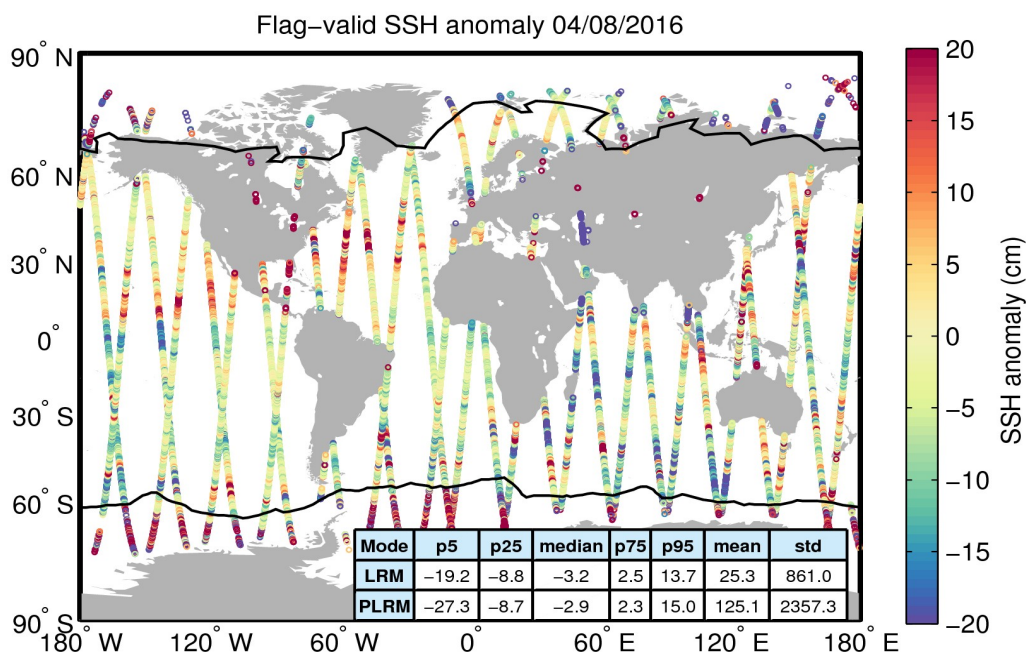 Flag−valid SSH anomaly 04/08/2016
90° N
60° N
30° N
0°
30° S
60° S
90° S
180° W
120° W
60° W
0°
60° E
120° E
180° E
20
15
10
5
0
−5
−10
−15
−20
SSH anomaly (cm)
Mode p5 p25 median p75 p95 mean std
LRM −19.2 −8.8 −3.2 2.5 13.7 25.3 861.0
PLRM −27.3 −8.7 −2.9 2.3 15.0 125.1 2357.3